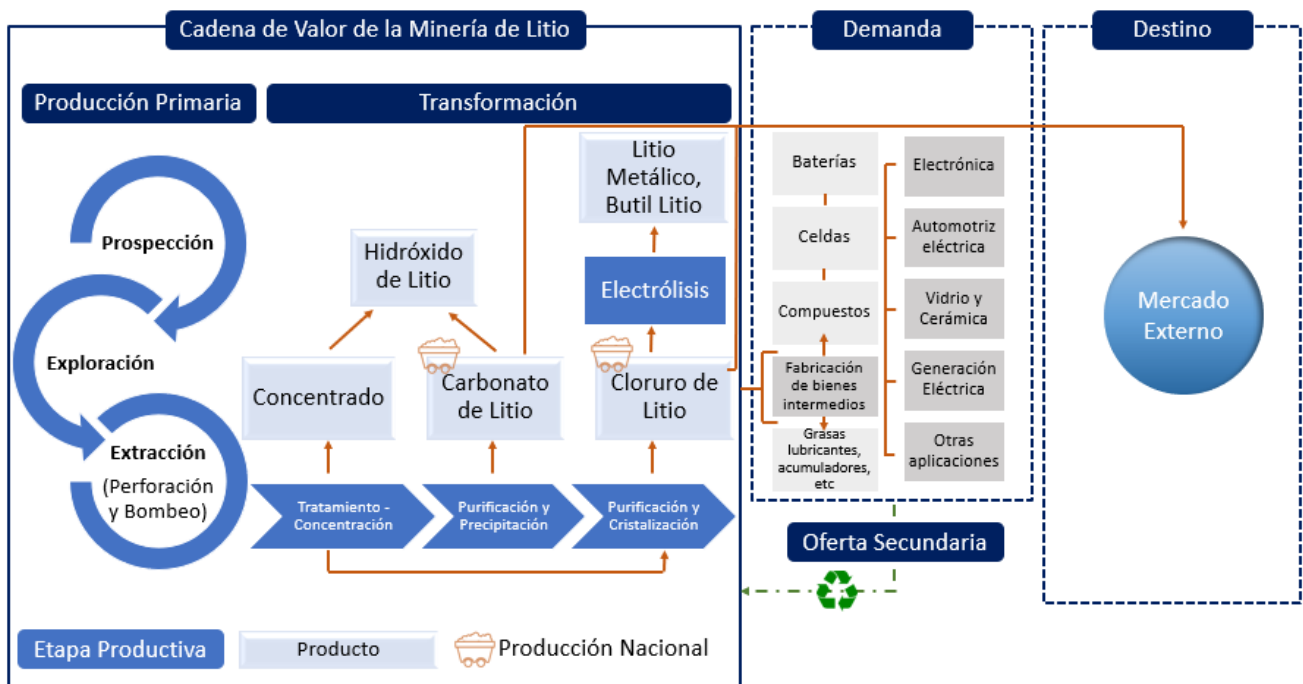 Cadena de Valor de la Minería de Litio
Demanda
Destino
Producción Primaria
Transformación
Prospección
Exploración
Extracción
(Perforación
y Bombeo)
Litio
Metálico,
Butil Litio
Hidróxido
de Litio
Electrólisis
Concentrado
Carbonato
de Litio
Cloruro de
Litio
Tratamiento -
Concentración
Purificación y
Precipitación
Purificación y
Cristalización
Baterías
Celdas
Compuestos
Fabricación
de bienes
intermedios
Grasas
lubricantes,
acumuladores,
etc
Electrónica
Automotriz
eléctrica
Vidrio y
Cerámica
Generación
Eléctrica
Otras
aplicaciones
Mercado
Externo
Oferta Secundaria
Etapa Productiva
Producto
Producción Nacional